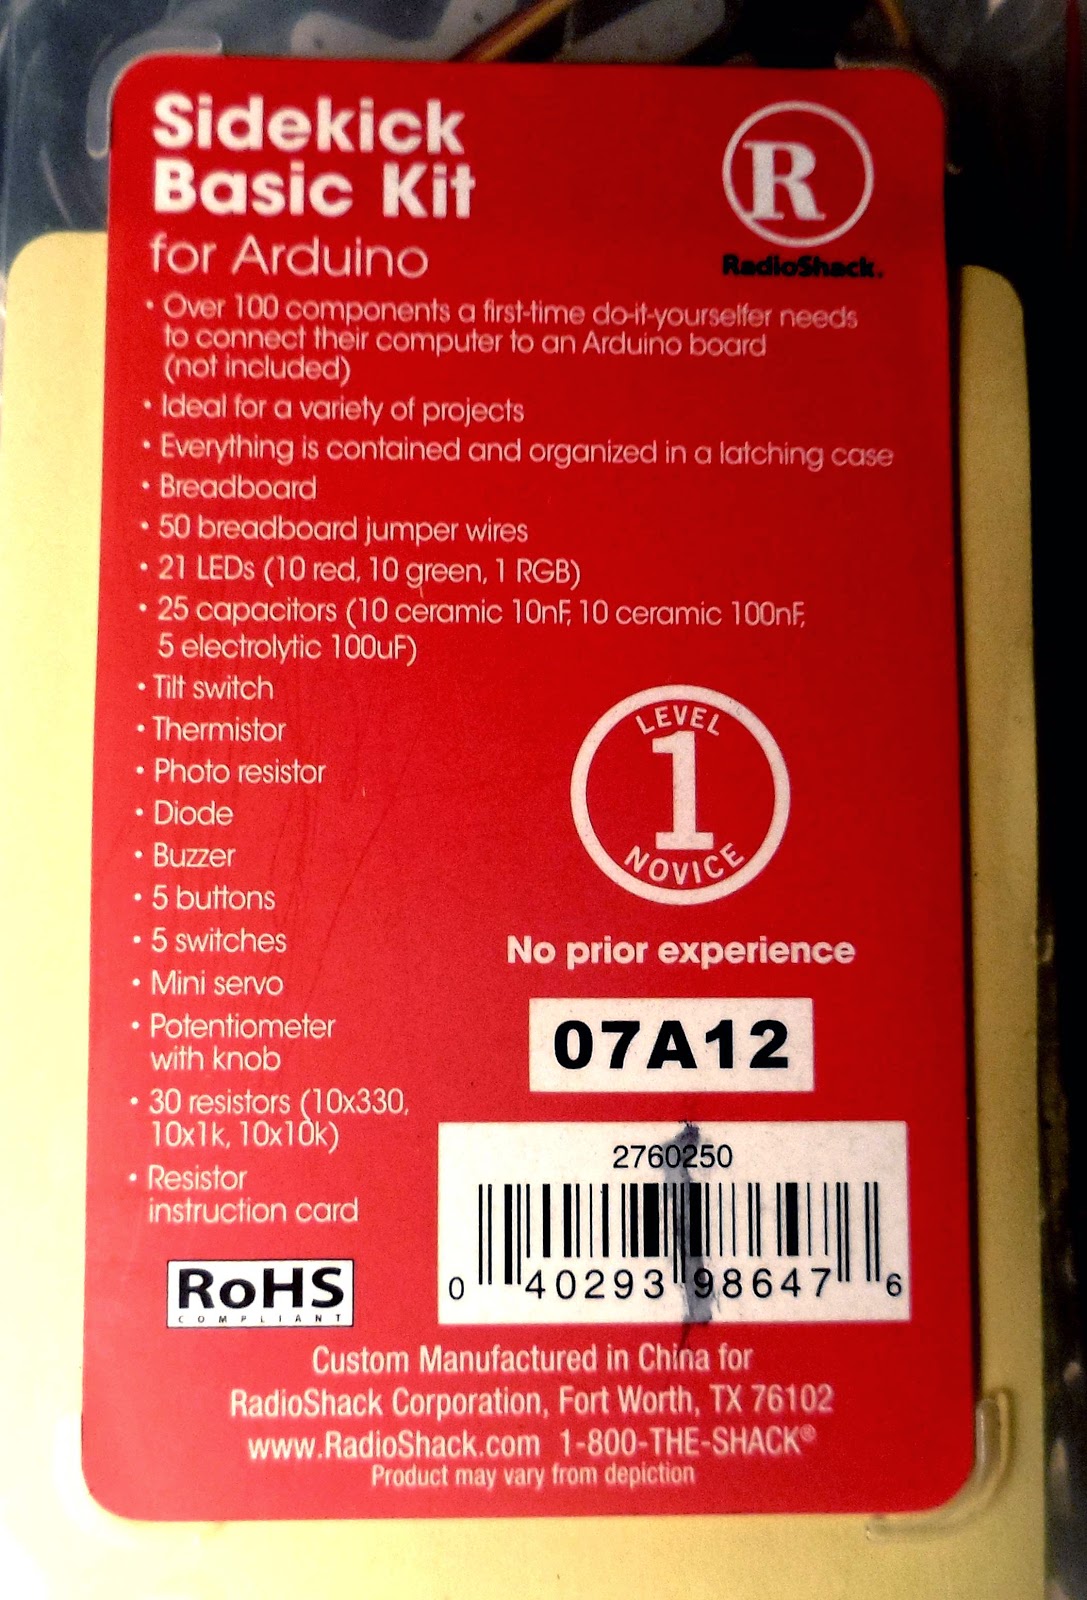 Sidekick
Basic Kit
for Arduino
R
RadioShack.
• Over 100 components a first-time do-it-yourselfer needs
to connect their computer to an Arduino board
(not included)
• Ideal for a variety of projects
• Everything is contained and organized in a latching case
• Breadboard
• 50 breadboard jumper wires
• 21 LEDs (10 red, 10 green, 1 RGB)
• 25 capacitors (10 ceramic 10nF, 10 ceramic 100nF,
5 electrolytic 100uF)
• Tilt switch
• Thermistor
• Photo resistor
• Diode
• Buzzer
• 5 buttons
• 5 switches
• Mini servo
• Potentiometer
with knob
• 30 resistors (10x330,
10x1k, 10x10k)
• Resistor
instruction card
LEVEL
1
NOVICE
No prior experience
07A12
2760250
0 40293 98647 6
RoHS
COMPLIANT
Custom Manufactured in China for
RadioShack Corporation, Fort Worth, TX 76102
www.RadioShack.com 1-800-THE-SHACK®
Product may vary from depiction